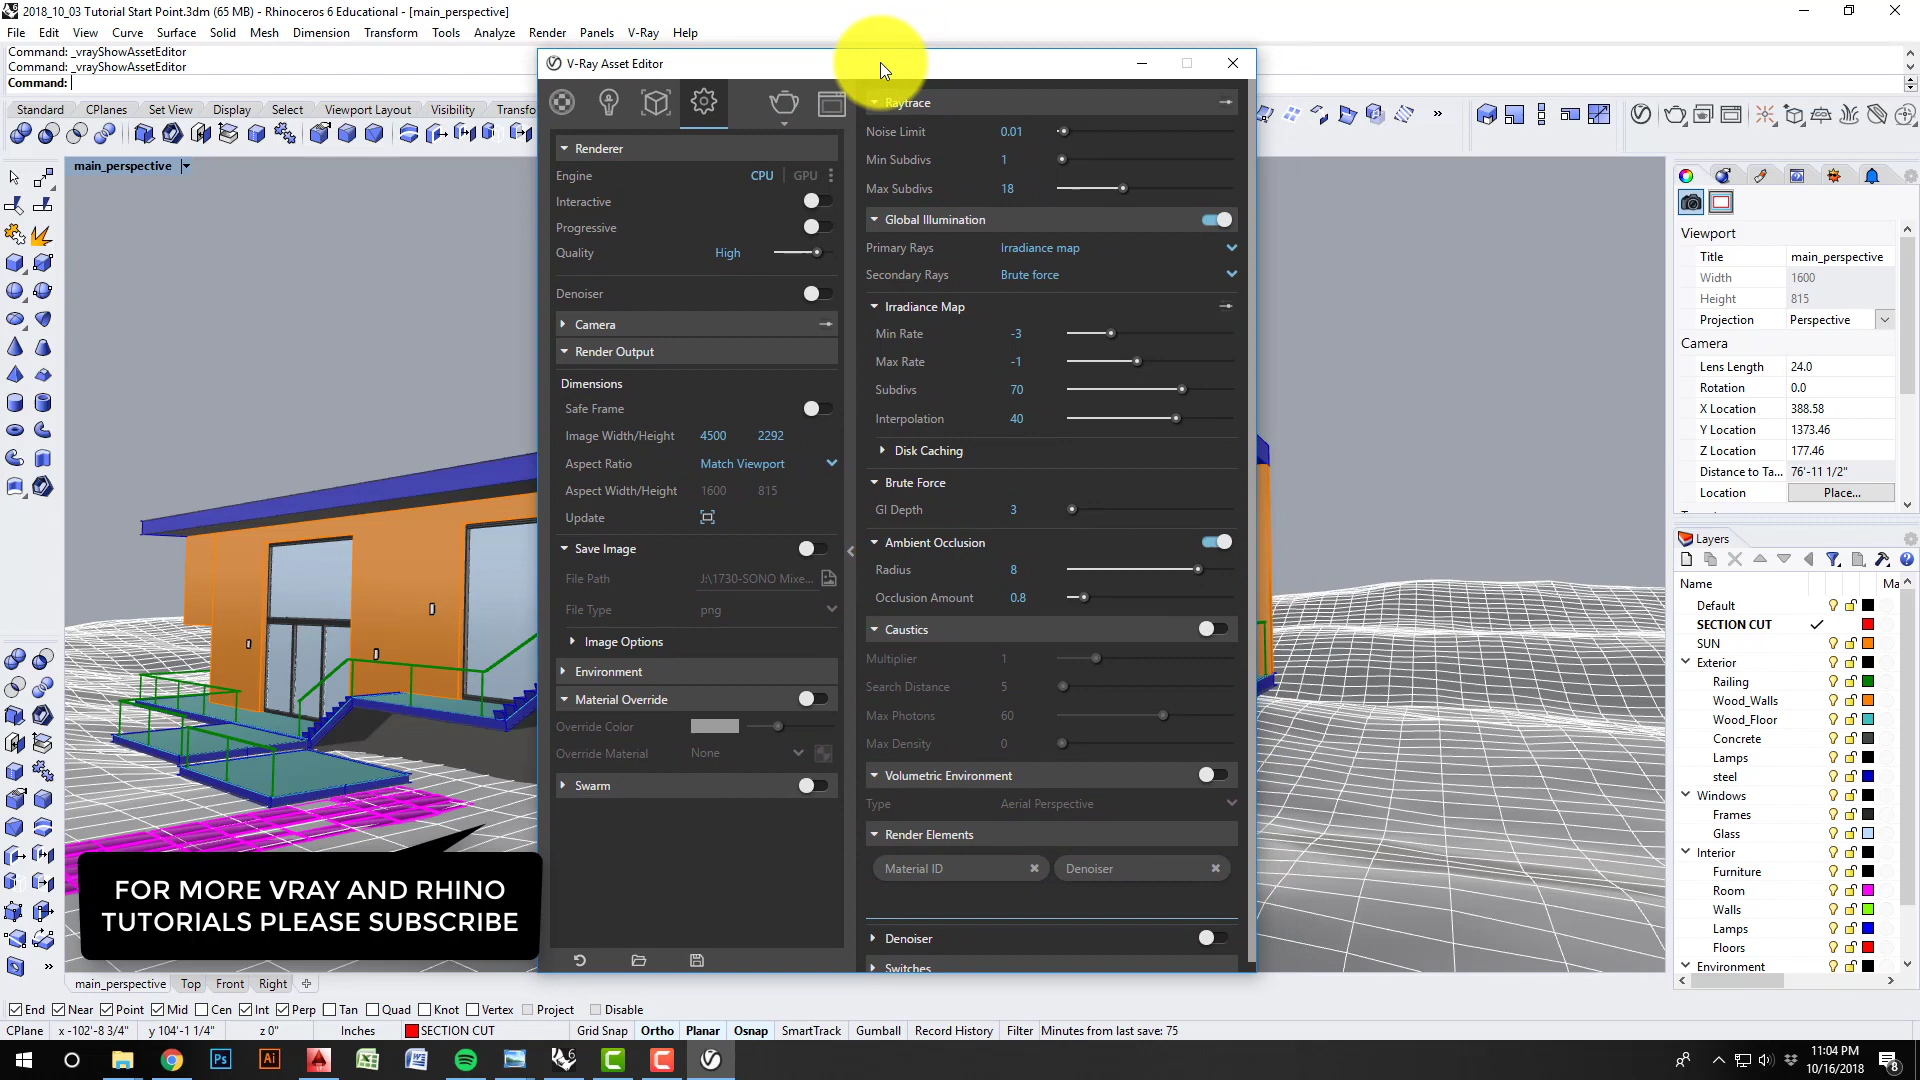 2018_10_03 Tutorial Start Point.3dm (65 MB) - Rhinoceros 6 Educational - [main_perspective]
File Edit View Curve Surface Solid Mesh Dimension Transform Tools Analyze Render Panels V-Ray Help
Command: _vrayShowAssetEditor
Command: _vrayShowAssetEditor
Command:
Standard CPlanes Set View Display Select Viewport Layout Visibility Transfo
main_perspective
V-Ray Asset Editor
Renderer
Engine CPU GPU
Interactive
Progressive
Quality High
Denoiser
Camera
Render Output
Dimensions
Safe Frame
Image Width/Height 4500 2292
Aspect Ratio Match Viewport
Aspect Width/Height 1600 815
Update
Save Image
File Path J:\1730-SONO Mixe...
File Type png
Image Options
Environment
Material Override
Override Color
Override Material None
Swarm
Raytrace
Noise Limit 0.01
Min Subdivs 1
Max Subdivs 18
Global Illumination
Primary Rays Irradiance map
Secondary Rays Brute force
Irradiance Map
Min Rate -3
Max Rate -1
Subdivs 70
Interpolation 40
Disk Caching
Brute Force
GI Depth 3
Ambient Occlusion
Radius 8
Occlusion Amount 0.8
Caustics
Multiplier 1
Search Distance 5
Max Photons 60
Max Density 0
Volumetric Environment
Type Aerial Perspective
Render Elements
Material ID Denoiser
Denoiser
Switches
Viewport
Title main_perspective
Width 1600
Height 815
Projection Perspective
Camera
Lens Length 24.0
Rotation 0.0
X Location 388.58
Y Location 1373.46
Z Location 177.46
Distance to Ta... 76'-11 1/2"
Location Place...
Layers
Name Ma
Default
SECTION CUT
SUN
Exterior
Railing
Wood_Walls
Wood_Floor
Concrete
Lamps
steel
Windows
Frames
Glass
Interior
Furniture
Room
Walls
Lamps
Floors
Environment
FOR MORE VRAY AND RHINO
TUTORIALS PLEASE SUBSCRIBE
main_perspective Top Front Right
End Near Point Mid Cen Int Perp Tan Quad Knot Vertex Project Disable
CPlane x -102'-8 3/4" y 104'-1 1/4" z 0" Inches SECTION CUT Grid Snap Ortho Planar Osnap SmartTrack Gumball Record History Filter Minutes from last save: 75
11:04 PM
10/16/2018